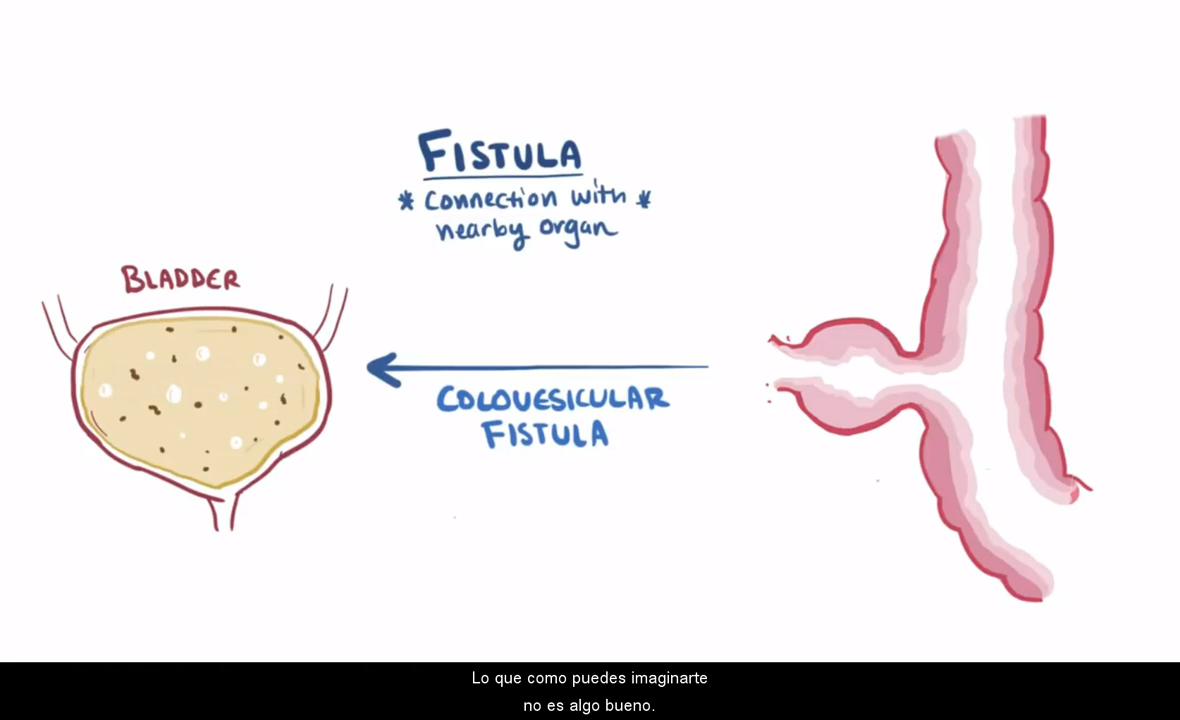 FISTULA
* Connection with *
nearby organ
BLADDER
COLOVESICULAR
FISTULA
Lo que como puedes imaginarte
no es algo bueno.